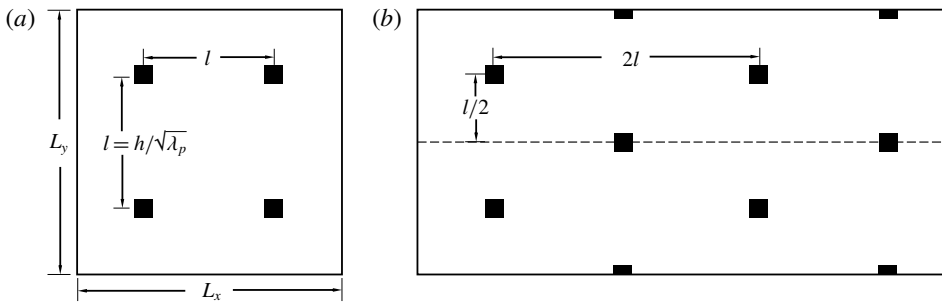 (a)
l
l = h/√λ_p
L_y
L_x
(b)
2l
l/2